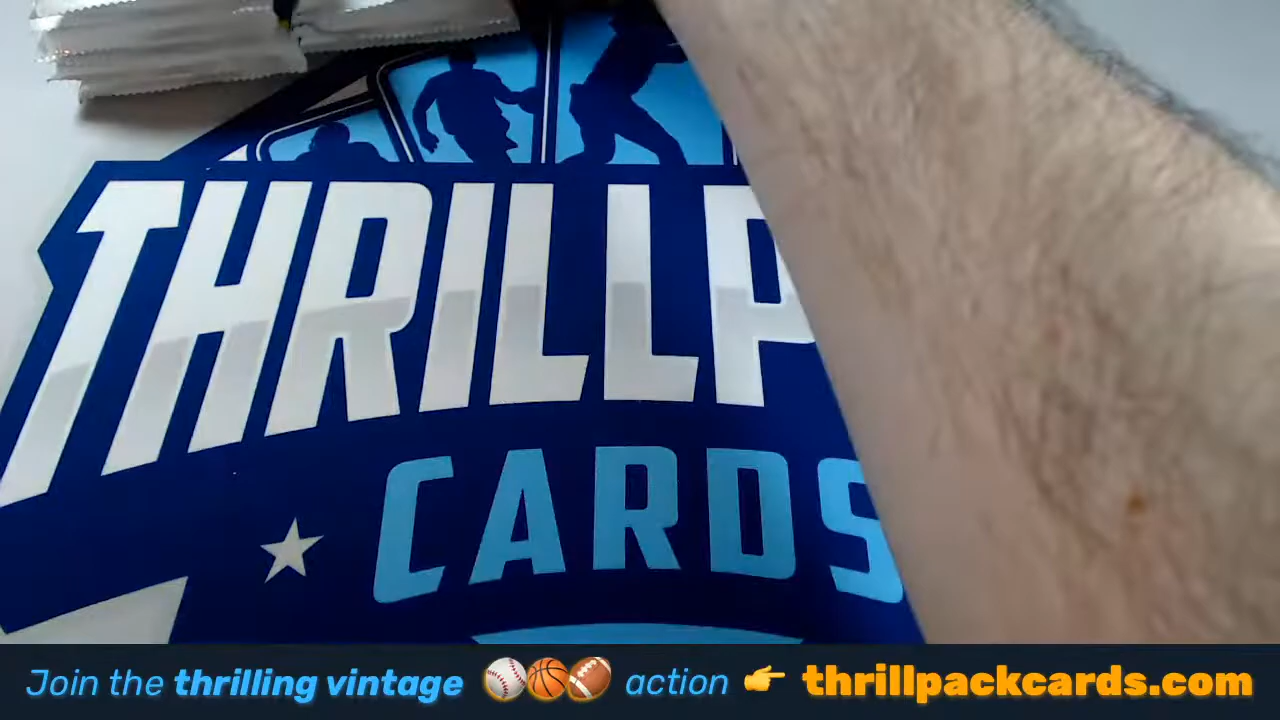 THRILLP
CARDS
Join the thrilling vintage ⚾🏀🏈 action 👉 thrillpackcards.com